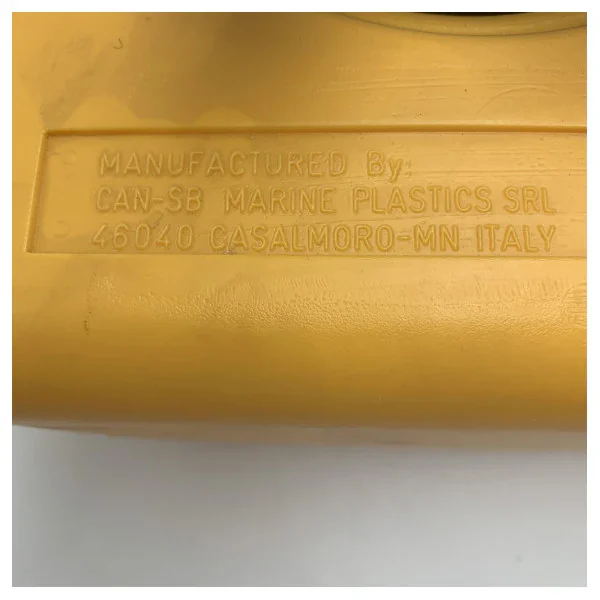 MANUFACTURED By:
CAN-SB MARINE PLASTICS SRL
46040 CASALMORO-MN ITALY